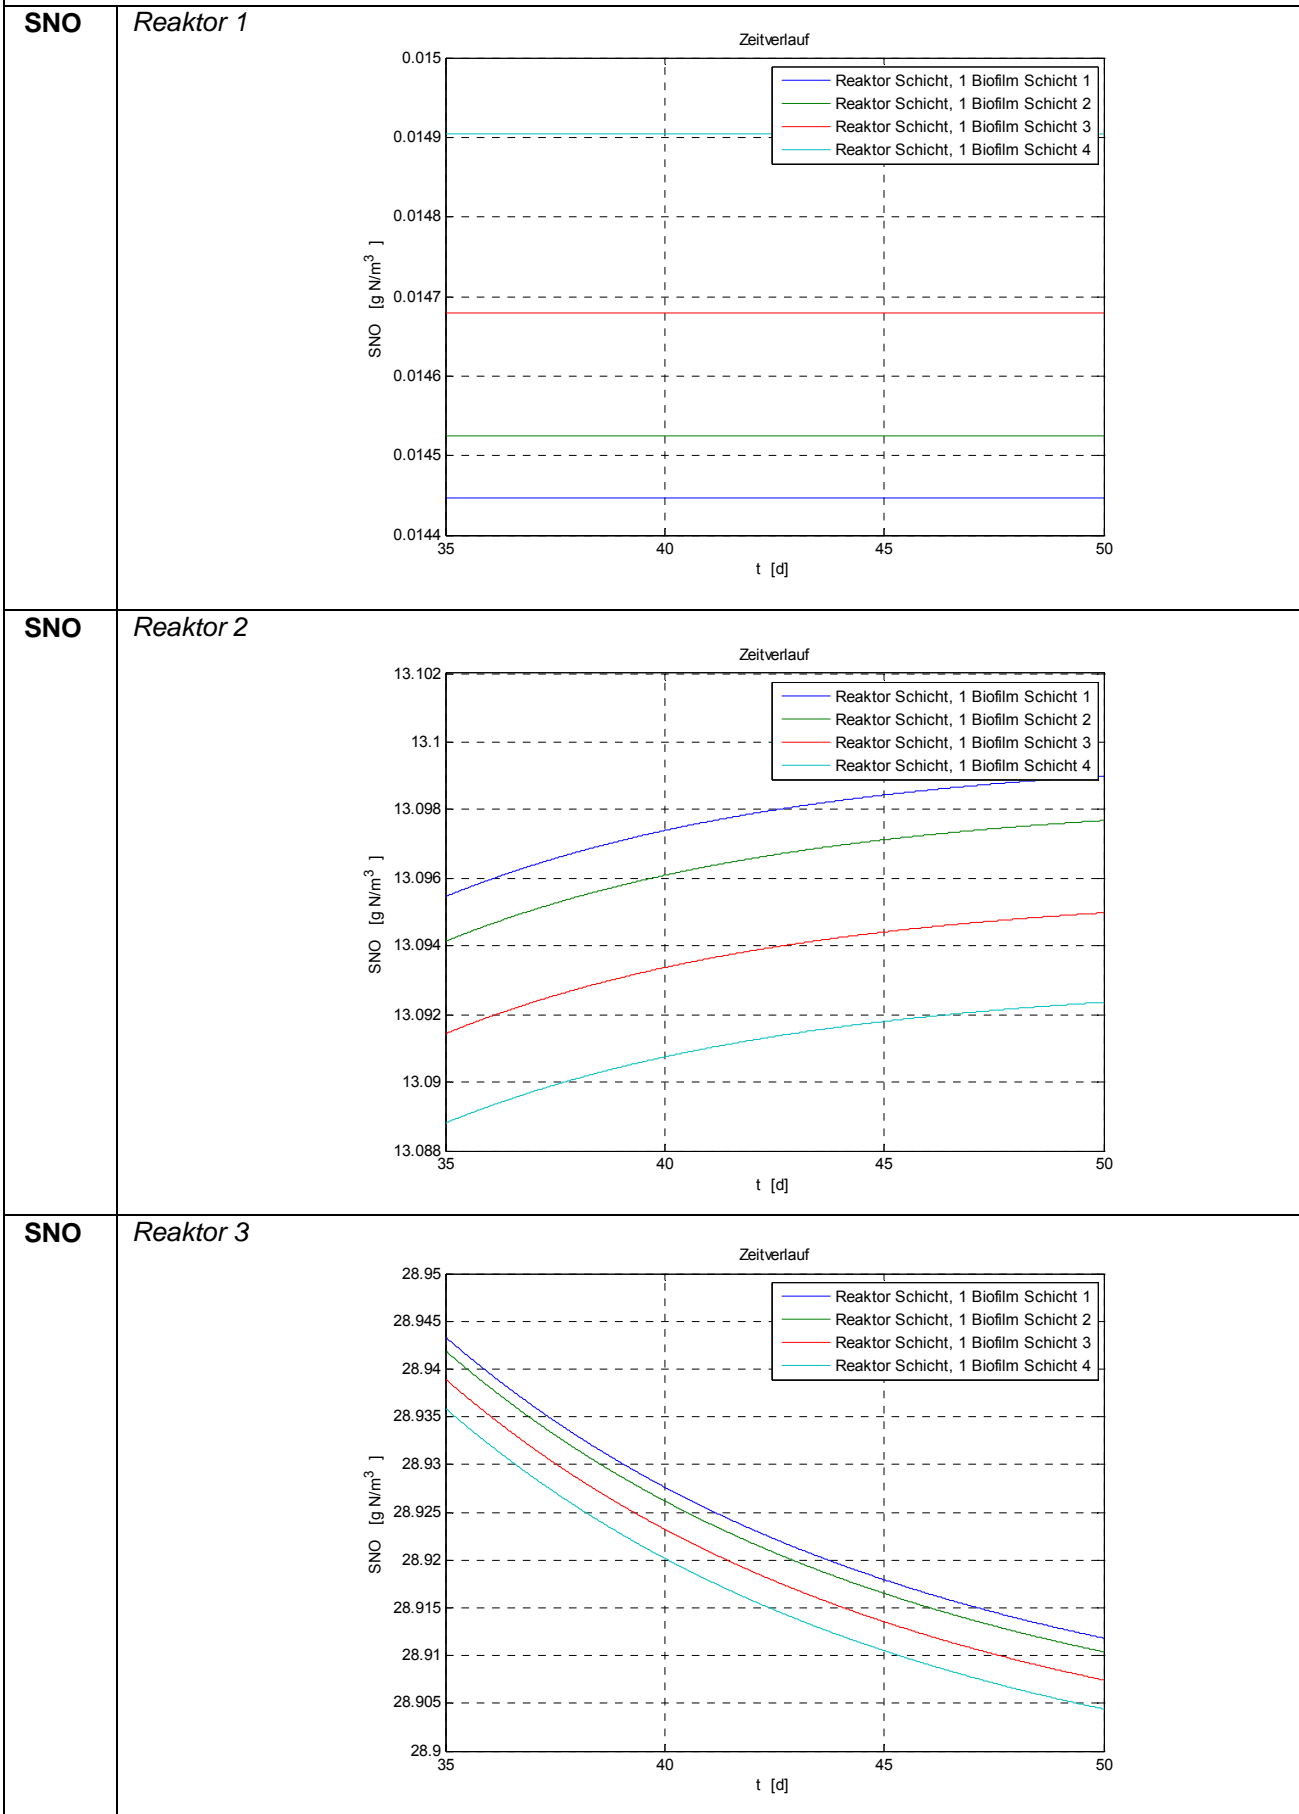 SNO
Reaktor 1
Zeitverlauf
0.015
0.0149
0.0148
0.0147
0.0146
0.0145
0.0144
SNO [g N/m³ ]
Reaktor Schicht, 1 Biofilm Schicht 1
Reaktor Schicht, 1 Biofilm Schicht 2
Reaktor Schicht, 1 Biofilm Schicht 3
Reaktor Schicht, 1 Biofilm Schicht 4
35 40 45 50
t [d]
SNO
Reaktor 2
Zeitverlauf
13.102
13.1
13.098
13.096
13.094
13.092
13.09
13.088
SNO [g N/m³ ]
Reaktor Schicht, 1 Biofilm Schicht 1
Reaktor Schicht, 1 Biofilm Schicht 2
Reaktor Schicht, 1 Biofilm Schicht 3
Reaktor Schicht, 1 Biofilm Schicht 4
35 40 45 50
t [d]
SNO
Reaktor 3
Zeitverlauf
28.95
28.945
28.94
28.935
28.93
28.925
28.92
28.915
28.91
28.905
28.9
SNO [g N/m³ ]
Reaktor Schicht, 1 Biofilm Schicht 1
Reaktor Schicht, 1 Biofilm Schicht 2
Reaktor Schicht, 1 Biofilm Schicht 3
Reaktor Schicht, 1 Biofilm Schicht 4
35 40 45 50
t [d]